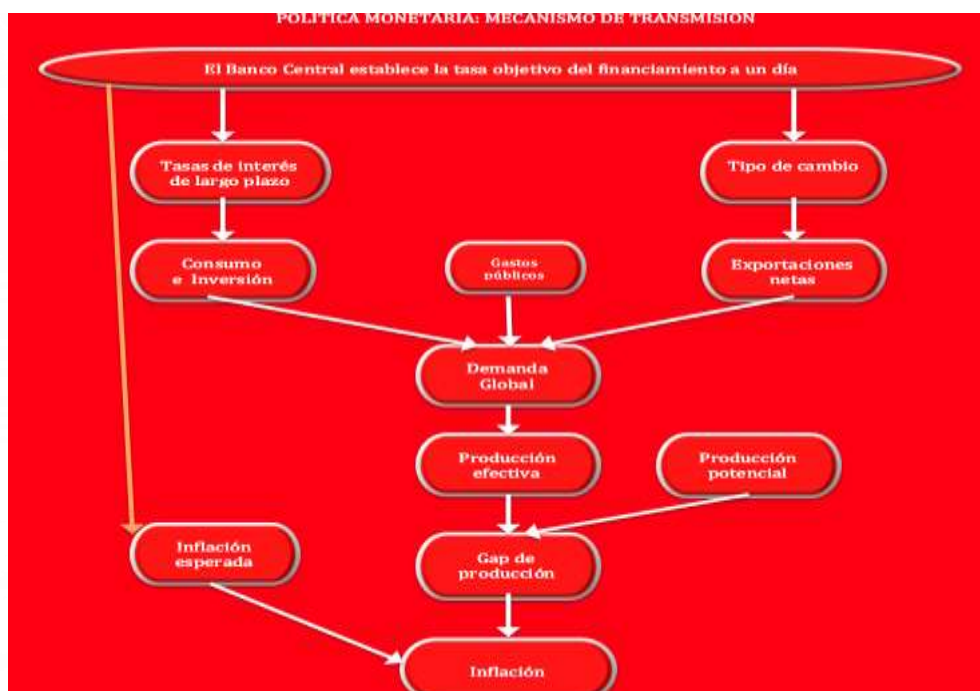 POLÍTICA MONETARIA: MECANISMO DE TRANSMISIÓN
El Banco Central establece la tasa objetivo del financiamiento a un día
Tasas de interés
de largo plazo
Tipo de cambio
Consumo
e Inversión
Gastos
públicos
Exportaciones
netas
Demanda
Global
Producción
efectiva
Producción
potencial
Inflación
esperada
Gap de
producción
Inflación